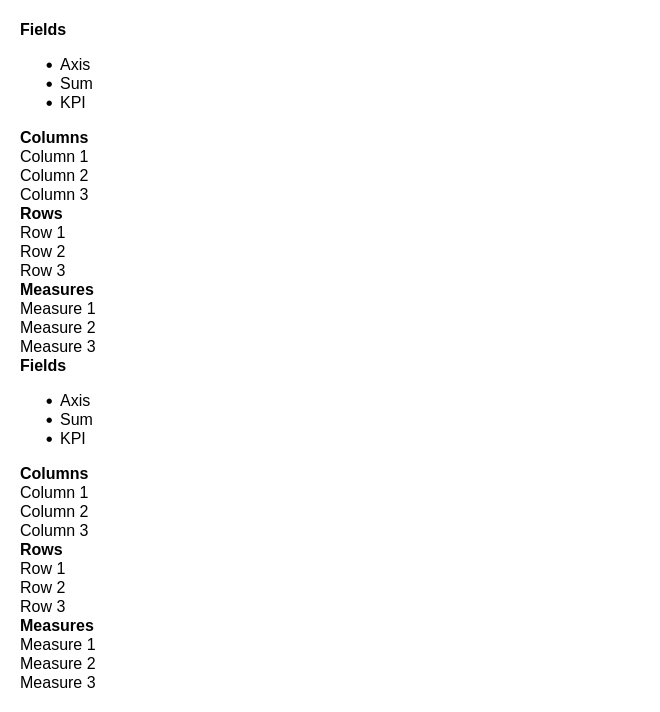 Fields
• Axis
• Sum
• KPI
Columns
Column 1
Column 2
Column 3
Rows
Row 1
Row 2
Row 3
Measures
Measure 1
Measure 2
Measure 3
Fields
• Axis
• Sum
• KPI
Columns
Column 1
Column 2
Column 3
Rows
Row 1
Row 2
Row 3
Measures
Measure 1
Measure 2
Measure 3